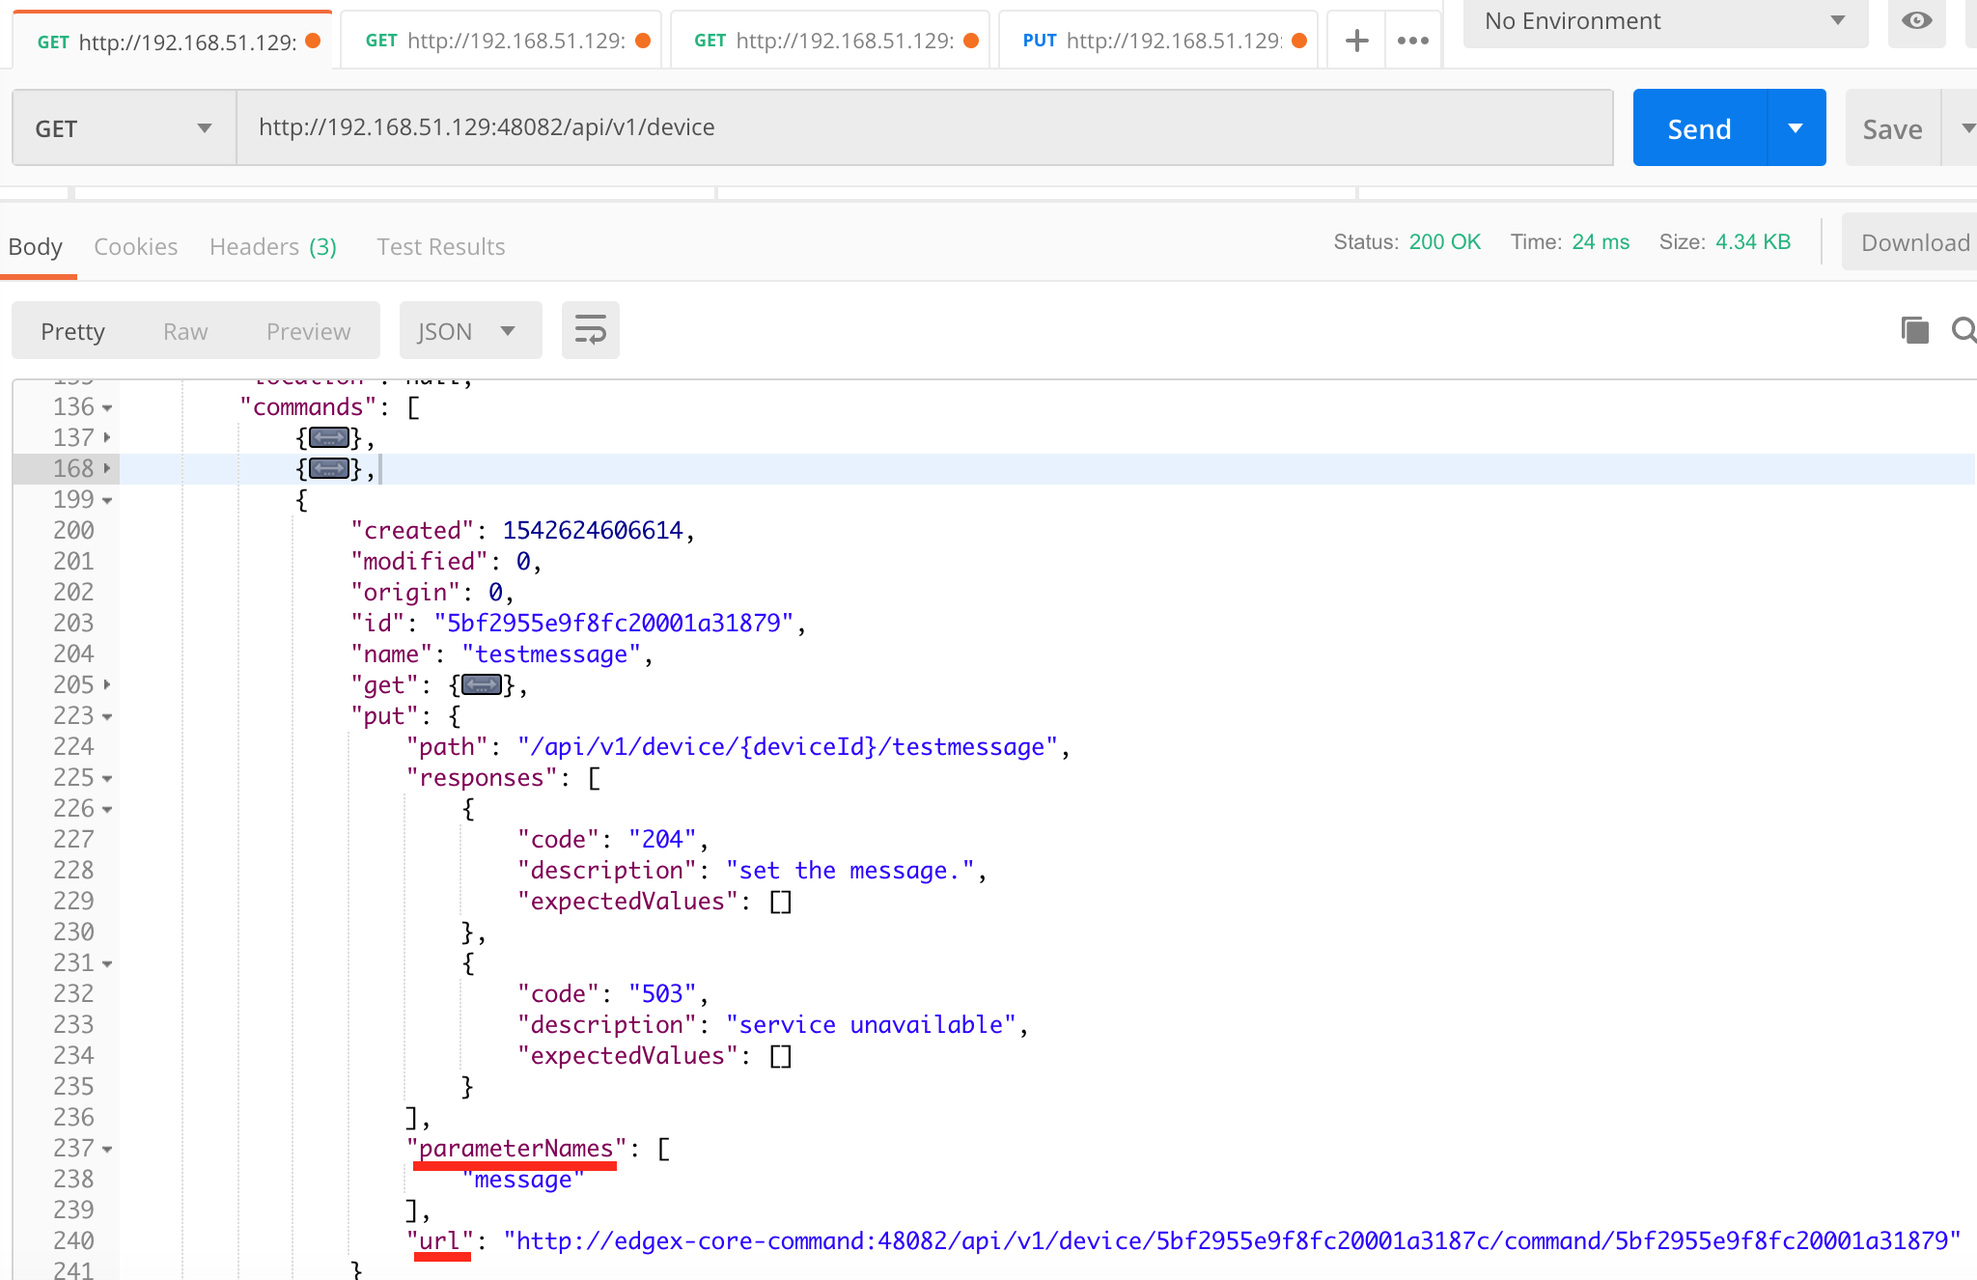 GET http://192.168.51.129: GET http://192.168.51.129: GET http://192.168.51.129: PUT http://192.168.51.129: + ••• No Environment
GET http://192.168.51.129:48082/api/v1/device Send Save
Body Cookies Headers (3) Test Results Status: 200 OK Time: 24 ms Size: 4.34 KB Download
Pretty Raw Preview JSON
135 "location": null,
136 "commands": [
137 {↔},
168 {↔},
199 {
200 "created": 1542624606614,
201 "modified": 0,
202 "origin": 0,
203 "id": "5bf2955e9f8fc20001a31879",
204 "name": "testmessage",
205 "get": {↔},
223 "put": {
224 "path": "/api/v1/device/{deviceId}/testmessage",
225 "responses": [
226 {
227 "code": "204",
228 "description": "set the message.",
229 "expectedValues": []
230 },
231 {
232 "code": "503",
233 "description": "service unavailable",
234 "expectedValues": []
235 }
236 ],
237 "parameterNames": [
238 "message"
239 ],
240 "url": "http://edgex-core-command:48082/api/v1/device/5bf2955e9f8fc20001a3187c/command/5bf2955e9f8fc20001a31879"
241 }